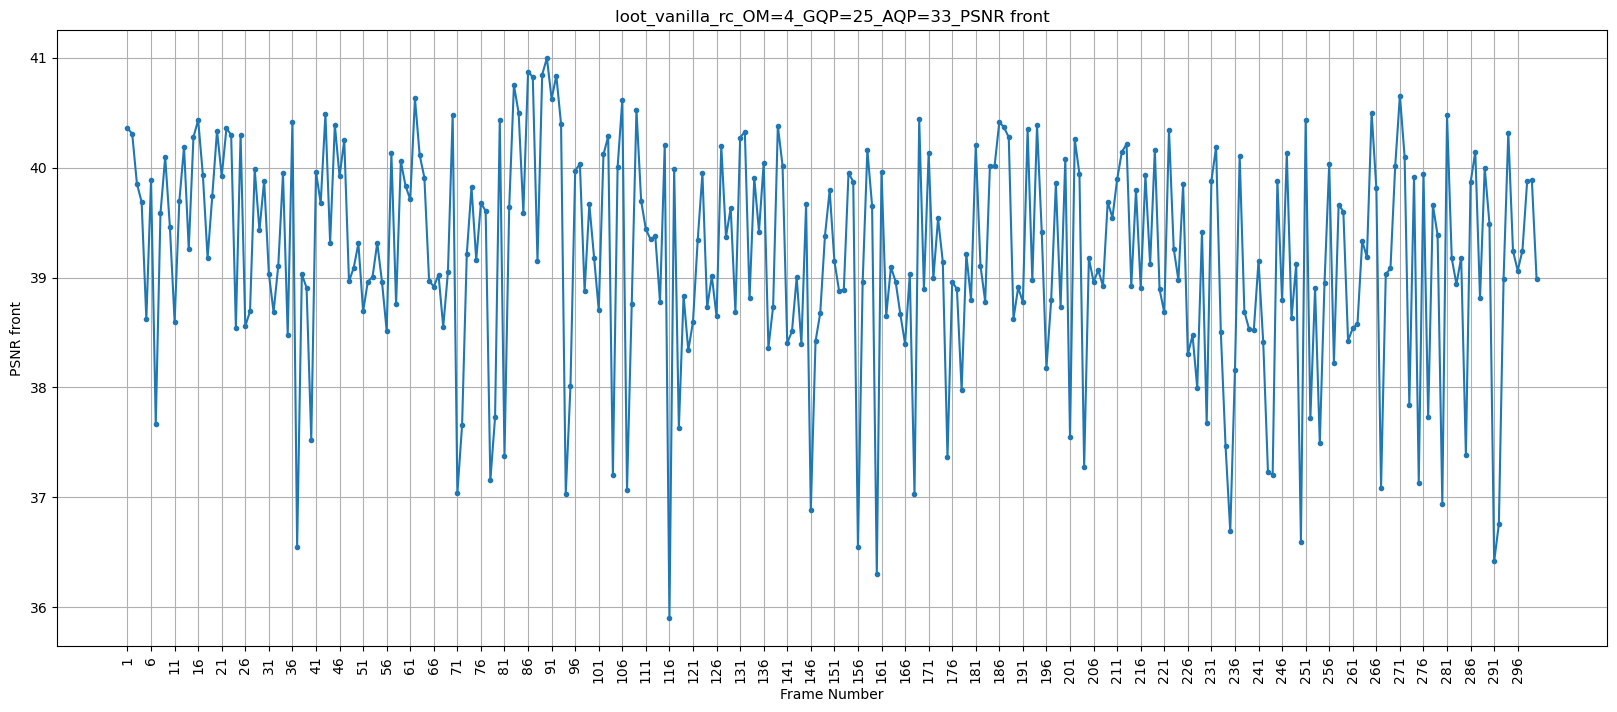 loot_vanilla_rc_OM=4_GQP=25_AQP=33_PSNR front
41
40
39
38
37
36
PSNR front
1 6 11 16 21 26 31 36 41 46 51 56 61 66 71 76 81 86 91 96 101 106 111 116 121 126 131 136 141 146 151 156 161 166 171 176 181 186 191 196 201 206 211 216 221 226 231 236 241 246 251 256 261 266 271 276 281 286 291 296
Frame Number